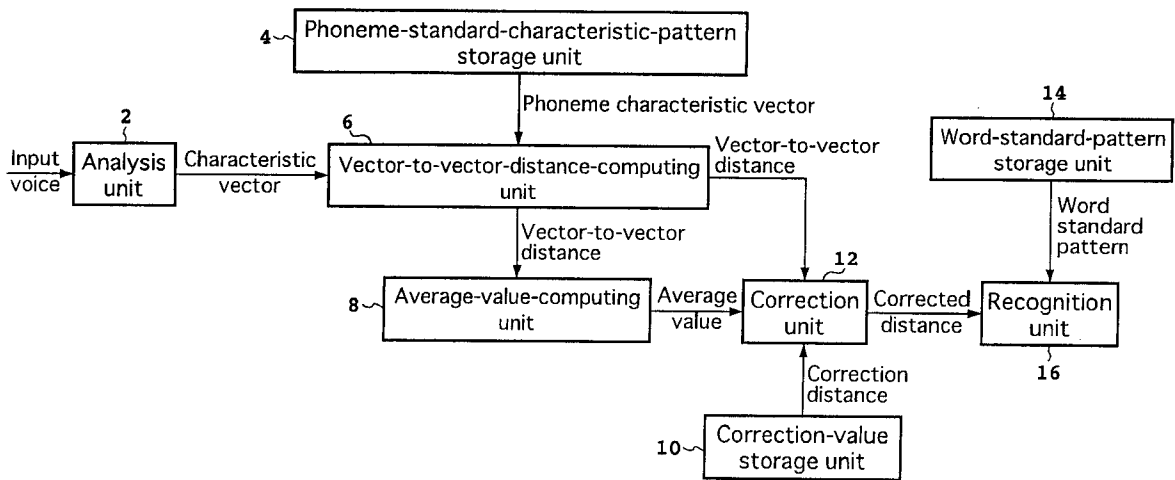 4
Phoneme-standard-characteristic-pattern
storage unit
Phoneme characteristic vector
2
6
14
Input
voice
Analysis
unit
Characteristic
vector
Vector-to-vector-distance-computing
unit
Vector-to-vector
distance
Word-standard-pattern
storage unit
Vector-to-vector
distance
Word
standard
pattern
8
Average-value-computing
unit
Average
value
12
Correction
unit
Corrected
distance
Recognition
unit
16
Correction
distance
10
Correction-value
storage unit